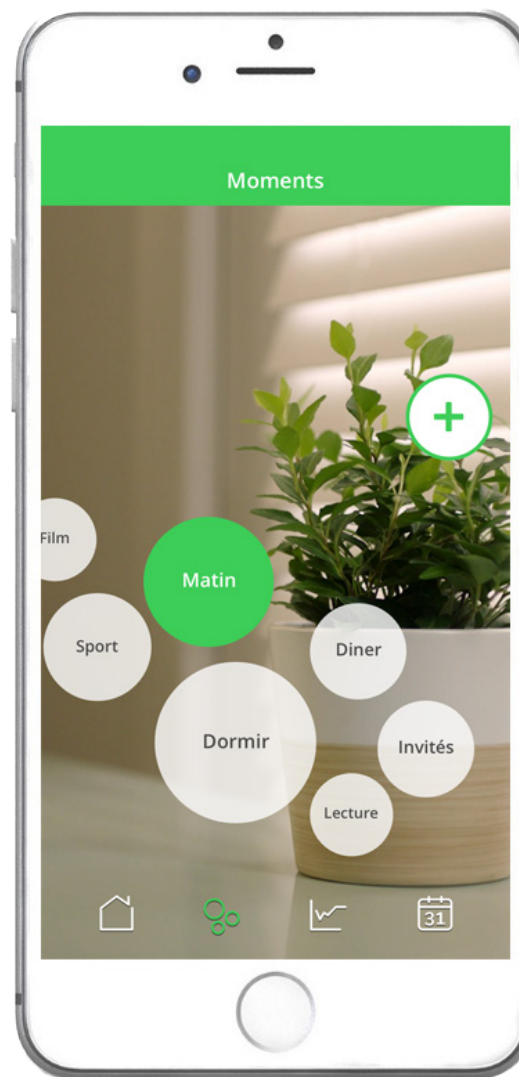 Moments
+
Film
Matin
Sport
Diner
Dormir
Invités
Lecture
31